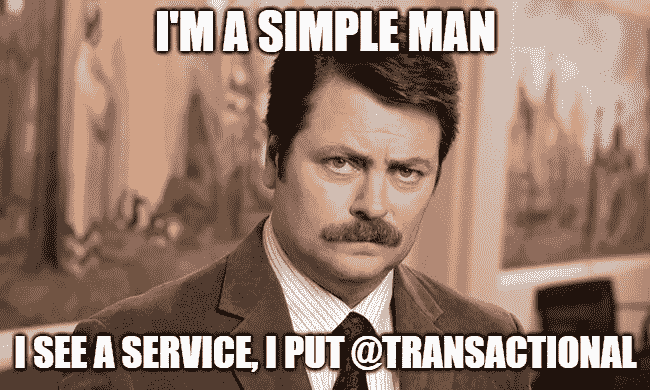 I'M A SIMPLE MAN
I SEE A SERVICE, I PUT @TRANSACTIONAL